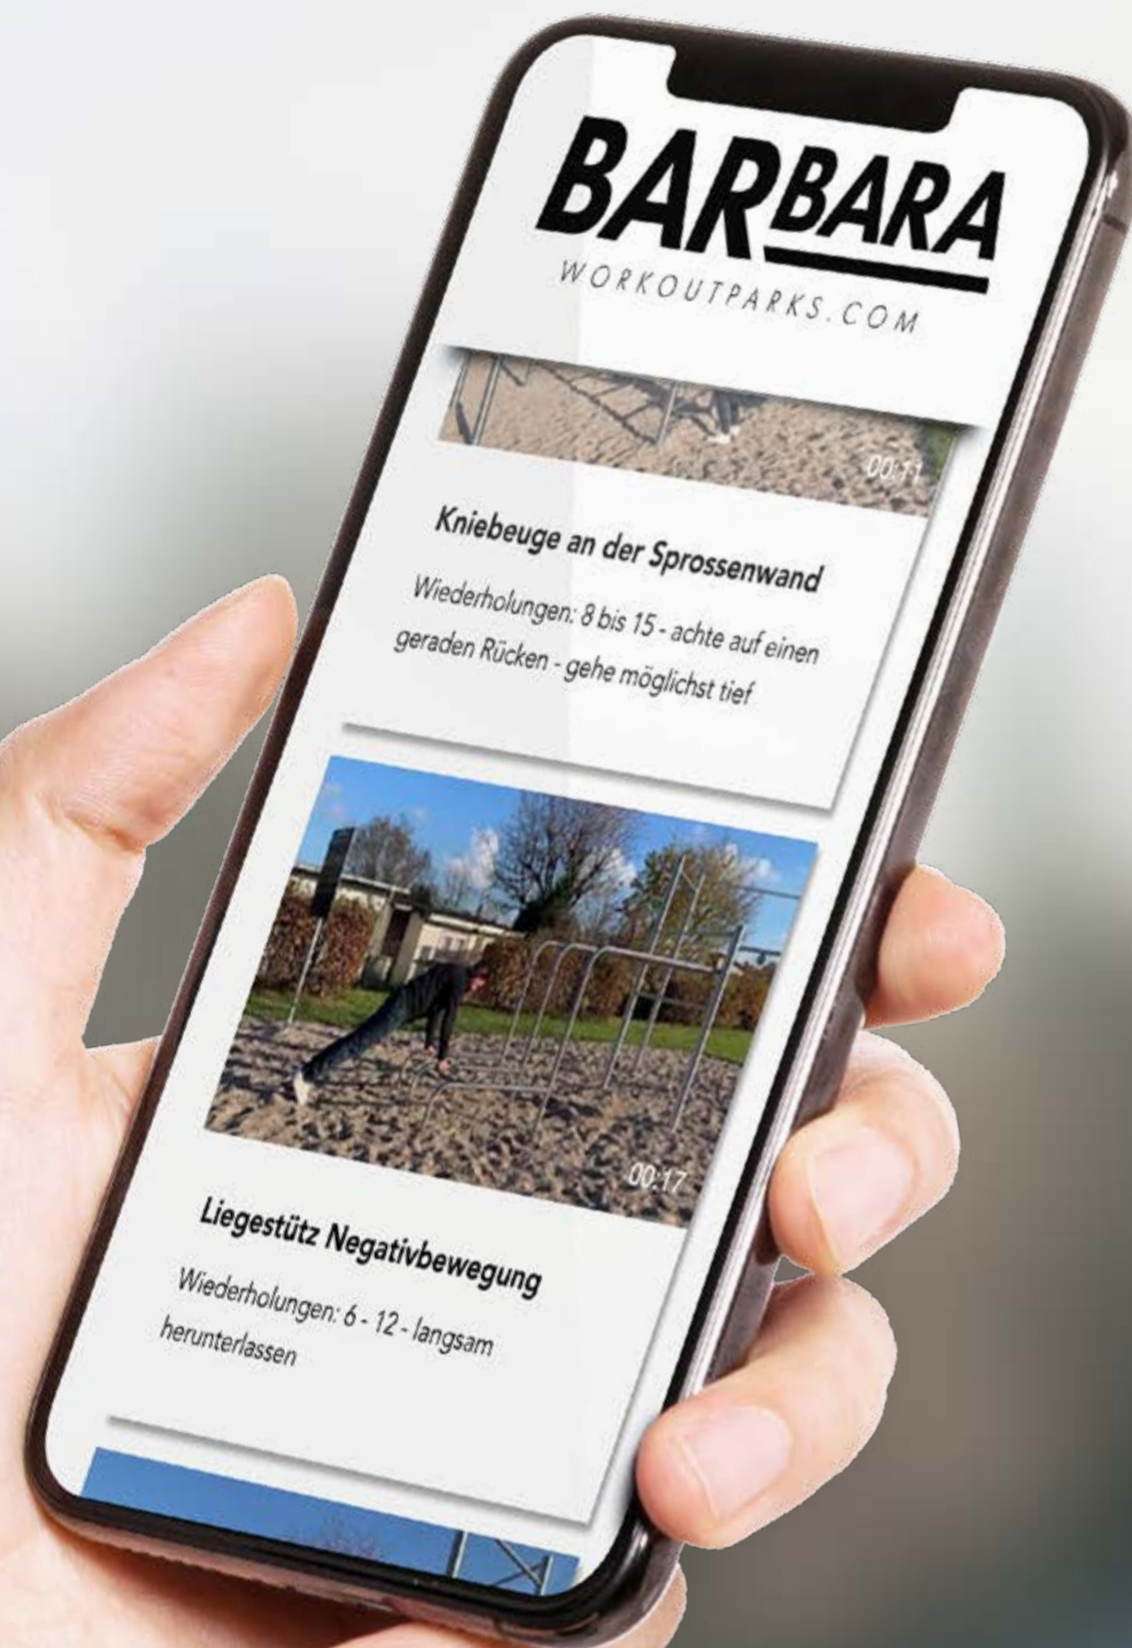 BARBARA
WORKOUTPARKS.COM
00:11
Kniebeuge an der Sprossenwand
Wiederholungen: 8 bis 15 - achte auf einen
geraden Rücken - gehe möglichst tief
00:17
Liegestütz Negativbewegung
Wiederholungen: 6 - 12 - langsam
herunterlassen